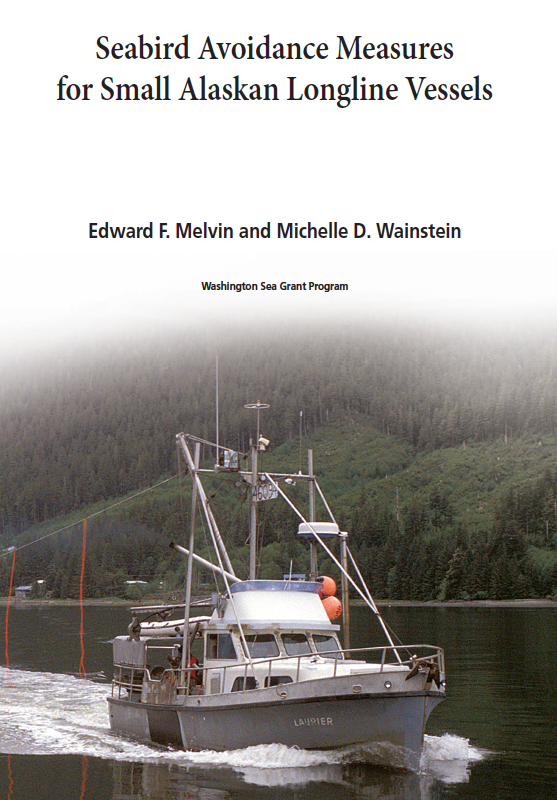 Seabird Avoidance Measures
for Small Alaskan Longline Vessels
Edward F. Melvin and Michelle D. Wainstein
Washington Sea Grant Program
LAURIER